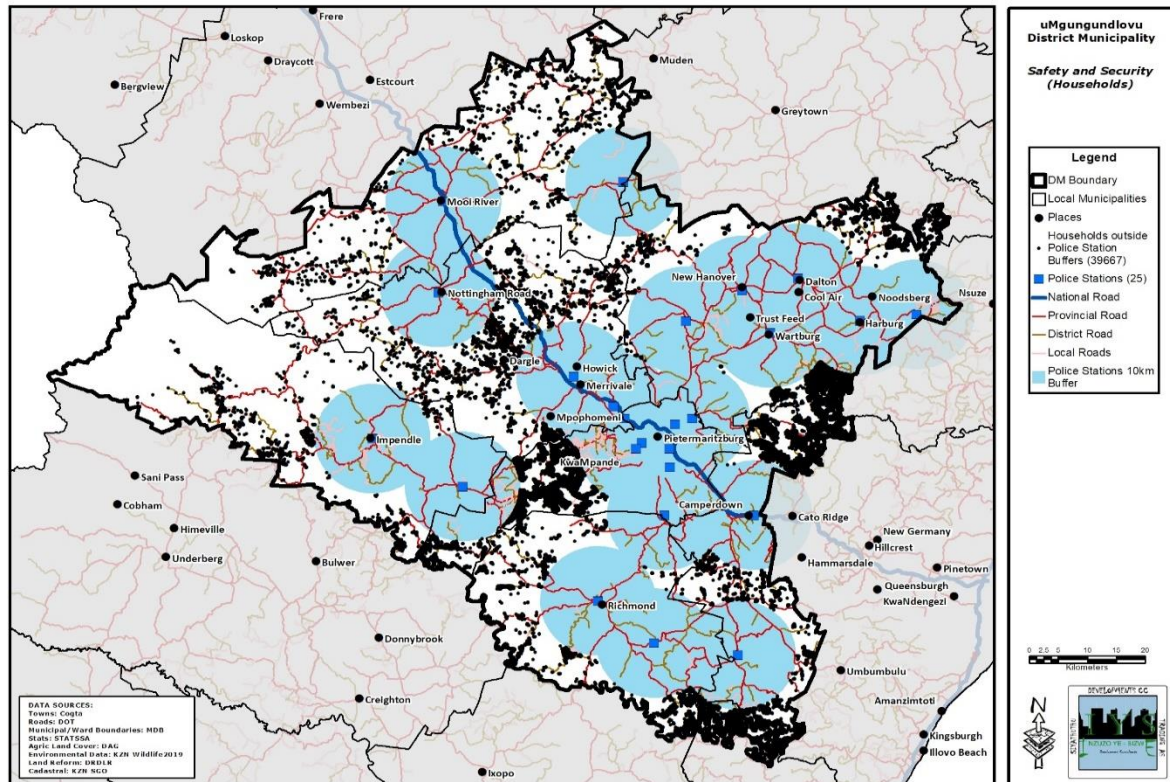 Frere
Loskop
Draycott
Muden
Bergview
Estcourt
Wembezi
Greytown
Mooi River
Nottingham Road
New Hanover
Dalton
Cool Air
Noodsberg
Nsuze
Trust Feed
Harburg
Wartburg
Dargle
Howick
Merrivale
Mpophomeni
Impendle
Pietermaritzburg
KwaMpande
Sani Pass
Cobham
Himeville
Underberg
Bulwer
Camperdown
Cato Ridge
New Germany
Hillcrest
Hammarsdale
Pinetown
Queensburgh
KwaNdengezi
Richmond
Donnybrook
Umbumbulu
Creighton
Amanzimtoti
Kingsburgh
Illovo Beach
Ixopo
DATA SOURCES:
Towns: Cogta
Roads: DOT
Municipal/Ward Boundaries: MDB
Stats: STATSSA
Agric Land Cover: DAG
Environmental Data: KZN Wildlife2019
Land Reform: DRDLR
Cadastral: KZN SGO
uMgungundlovu
District Municipality
Safety and Security
(Households)
Legend
DM Boundary
Local Municipalities
Places
Households outside
Police Station
Buffers (39667)
Police Stations (25)
National Road
Provincial Road
District Road
Local Roads
Police Stations 10km
Buffer
0 2.5 5 10 15 20
Kilometers
N
DEVELOPMENTS CC